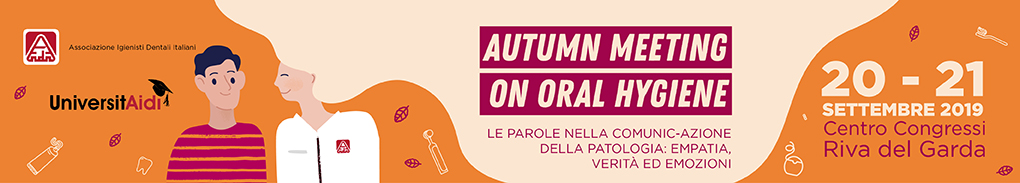 Associazione Igienisti Dentali Italiani
UniversitAidi
AUTUMN MEETING
ON ORAL HYGIENE
LE PAROLE NELLA COMUNIC-AZIONE
DELLA PATOLOGIA: EMPATIA,
VERITÀ ED EMOZIONI
20 - 21
SETTEMBRE 2019
Centro Congressi
Riva del Garda